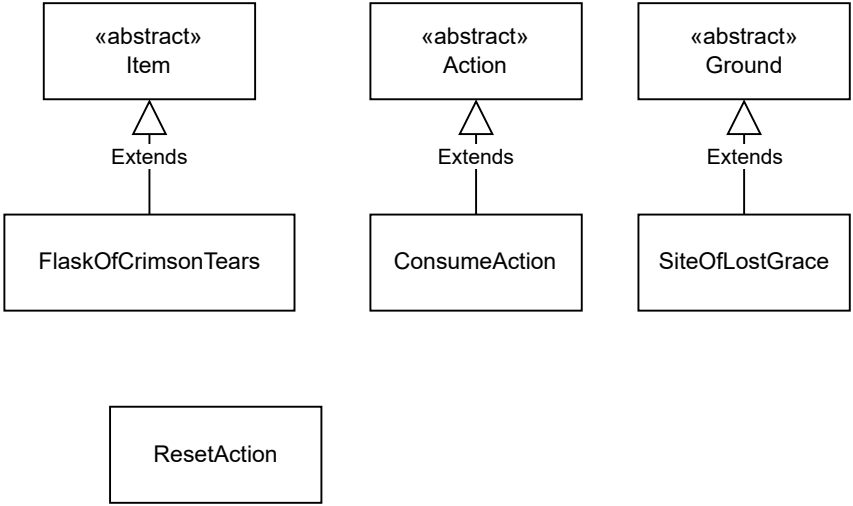 «abstract»
Item
«abstract»
Action
«abstract»
Ground
Extends
Extends
Extends
FlaskOfCrimsonTears
ConsumeAction
SiteOfLostGrace
ResetAction